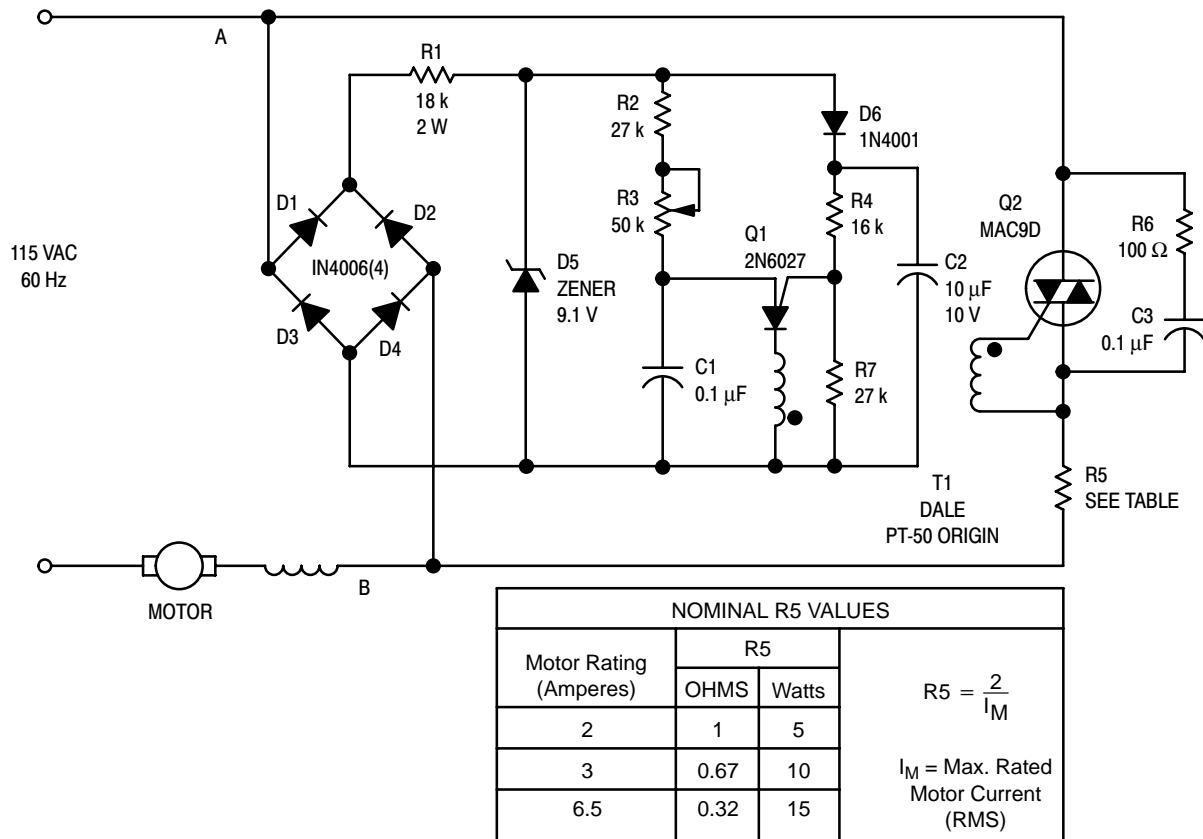 A
R1
18 k
2 W
R2
27 k
D6
1N4001
D1
D2
R3
50 k
R4
16 k
Q2
MAC9D
R6
100 Ω
115 VAC
60 Hz
IN4006(4)
Q1
2N6027
D5
ZENER
9.1 V
C2
10 μF
10 V
D3
D4
C3
0.1 μF
C1
0.1 μF
R7
27 k
T1
DALE
PT-50 ORIGIN
R5
SEE TABLE
MOTOR
B
NOMINAL R5 VALUES
Motor Rating
(Amperes)
R5
OHMS Watts
2 1 5
3 0.67 10
6.5 0.32 15
R5 = 2/IM
IM = Max. Rated
Motor Current
(RMS)